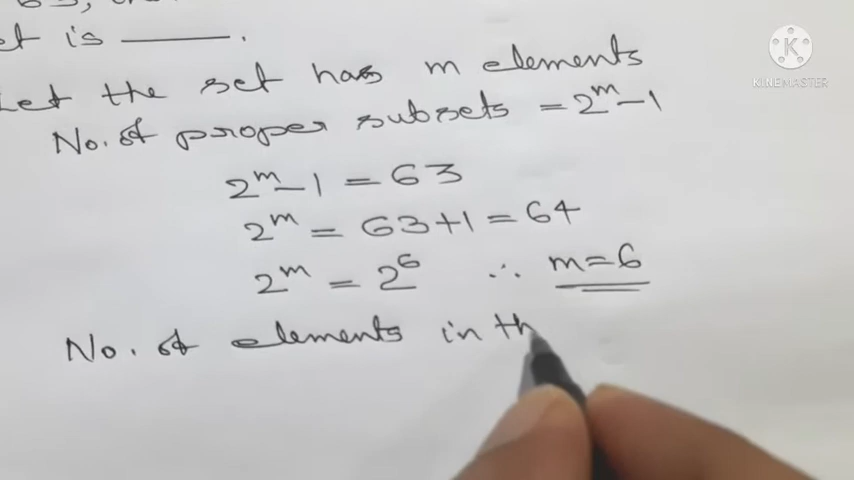 et is ———.
Let the set has m elements
No. of proper subsets = 2^m – 1
2^m – 1 = 63
2^m = 63 + 1 = 64
2^m = 2^6 ∴ m = 6
No. of elements in th
KINEMASTER